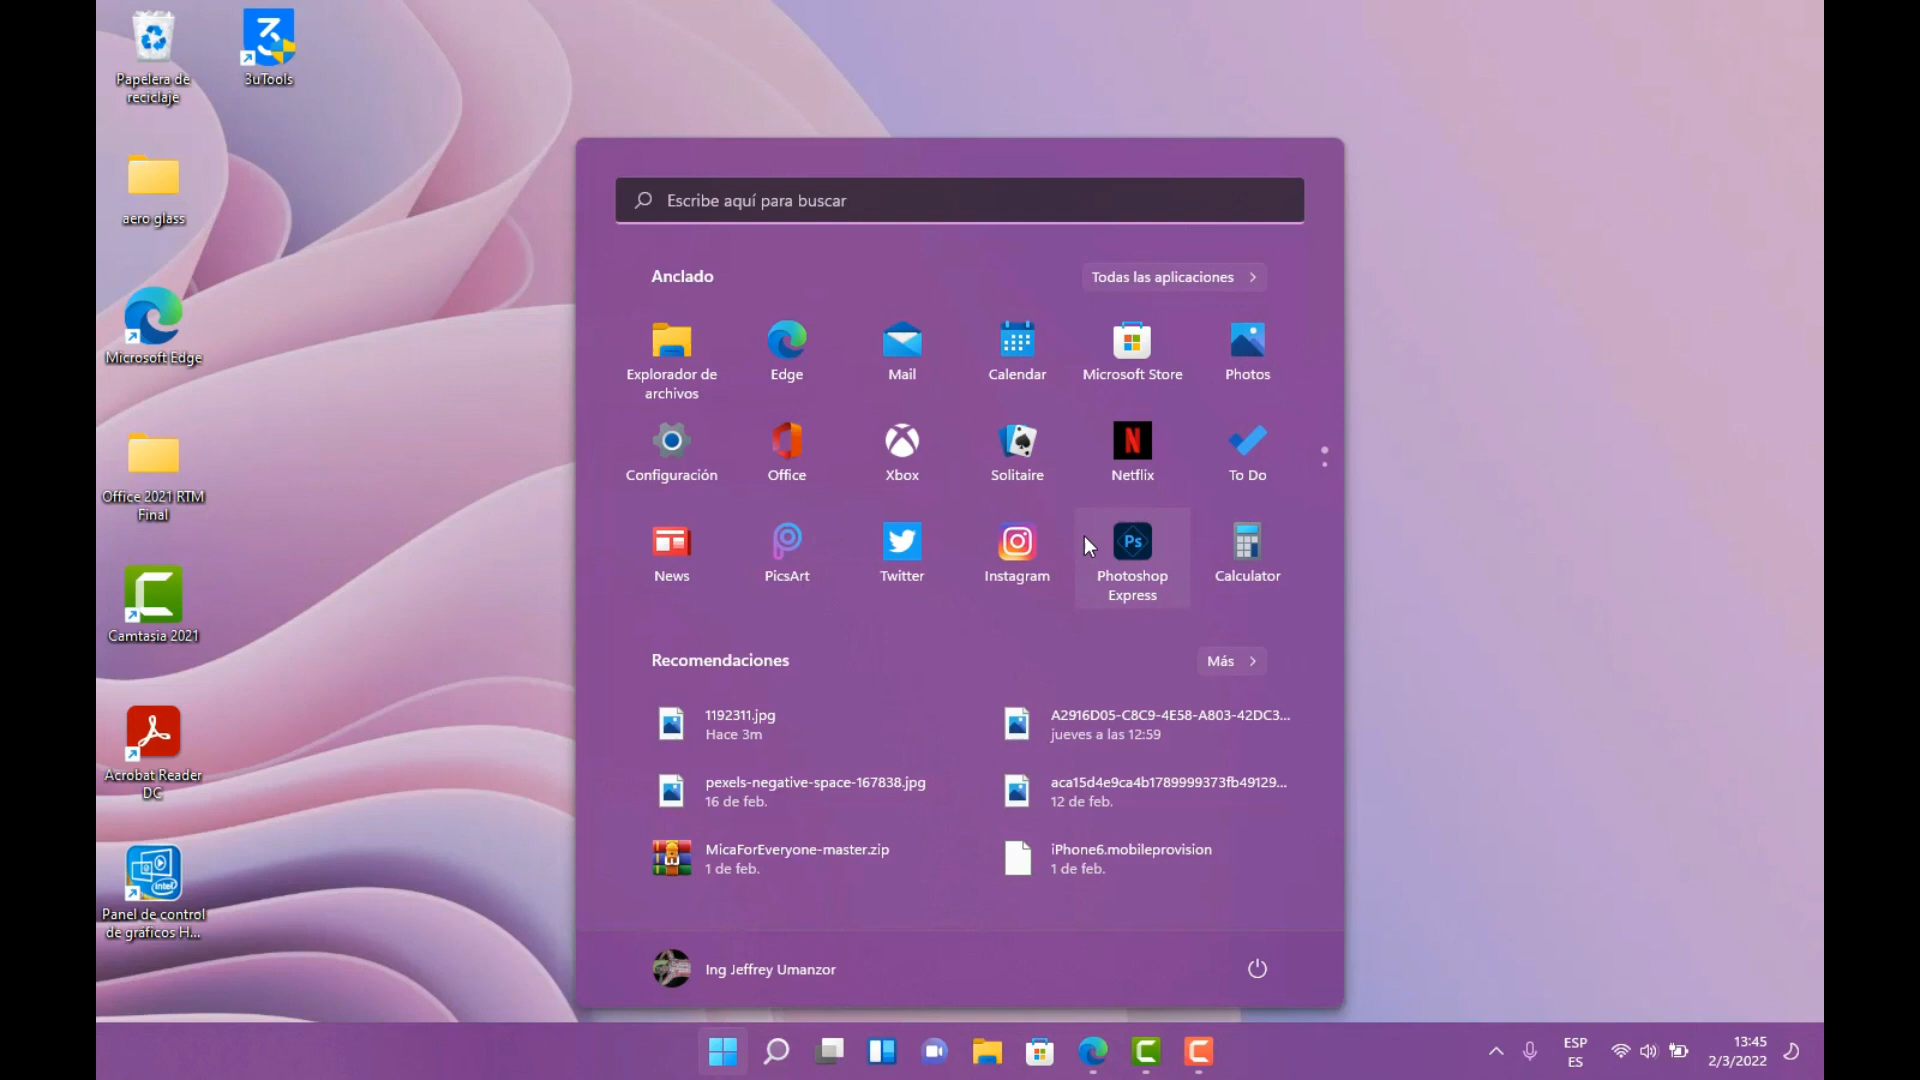 Papelera de
reciclaje
3uTools
aero glass
Microsoft Edge
Office 2021 RTM
Final
Camtasia 2021
Acrobat Reader
DC
intel
Panel de control
de gráficos H...
Escribe aquí para buscar
Anclado
Todas las aplicaciones
Explorador de
archivos
Edge
Mail
Calendar
Microsoft Store
Photos
Configuración
Office
Xbox
Solitaire
N
Netflix
To Do
News
PicsArt
Twitter
Instagram
Ps
Photoshop
Express
Calculator
Recomendaciones
Más
1192311.jpg
Hace 3m
A2916D05-C8C9-4E58-A803-42DC3...
jueves a las 12:59
pexels-negative-space-167838.jpg
16 de feb.
aca15d4e9ca4b1789999373fb49129...
12 de feb.
MicaForEveryone-master.zip
1 de feb.
iPhone6.mobileprovision
1 de feb.
Ing Jeffrey Umanzor
ESP
ES
13:45
2/3/2022